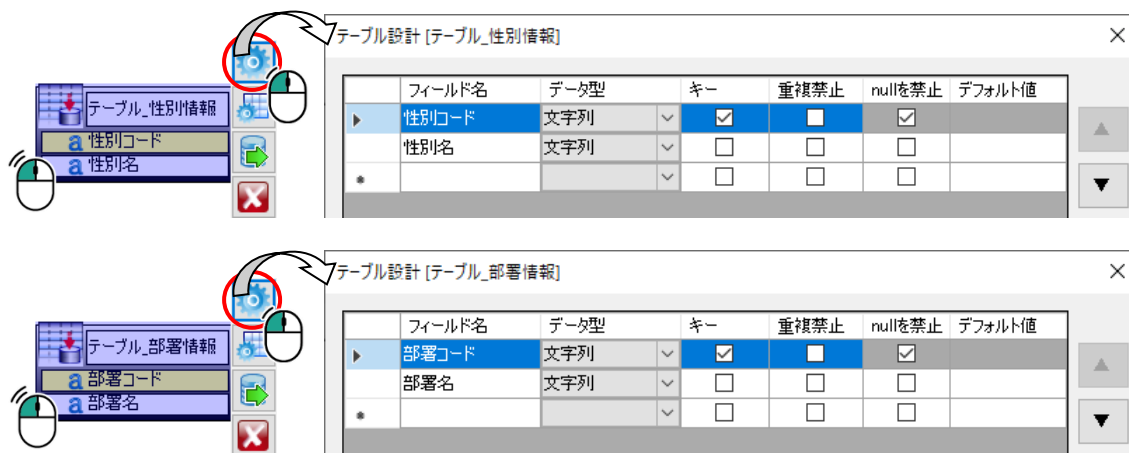 テーブル設計 [テーブル_性別情報]
テーブル_性別情報
a 性別コード
a 性別名
フィールド名 データ型 キー 重複禁止 nullを禁止 デフォルト値
性別コード 文字列
性別名 文字列
テーブル設計 [テーブル_部署情報]
テーブル_部署情報
a 部署コード
a 部署名
フィールド名 データ型 キー 重複禁止 nullを禁止 デフォルト値
部署コード 文字列
部署名 文字列